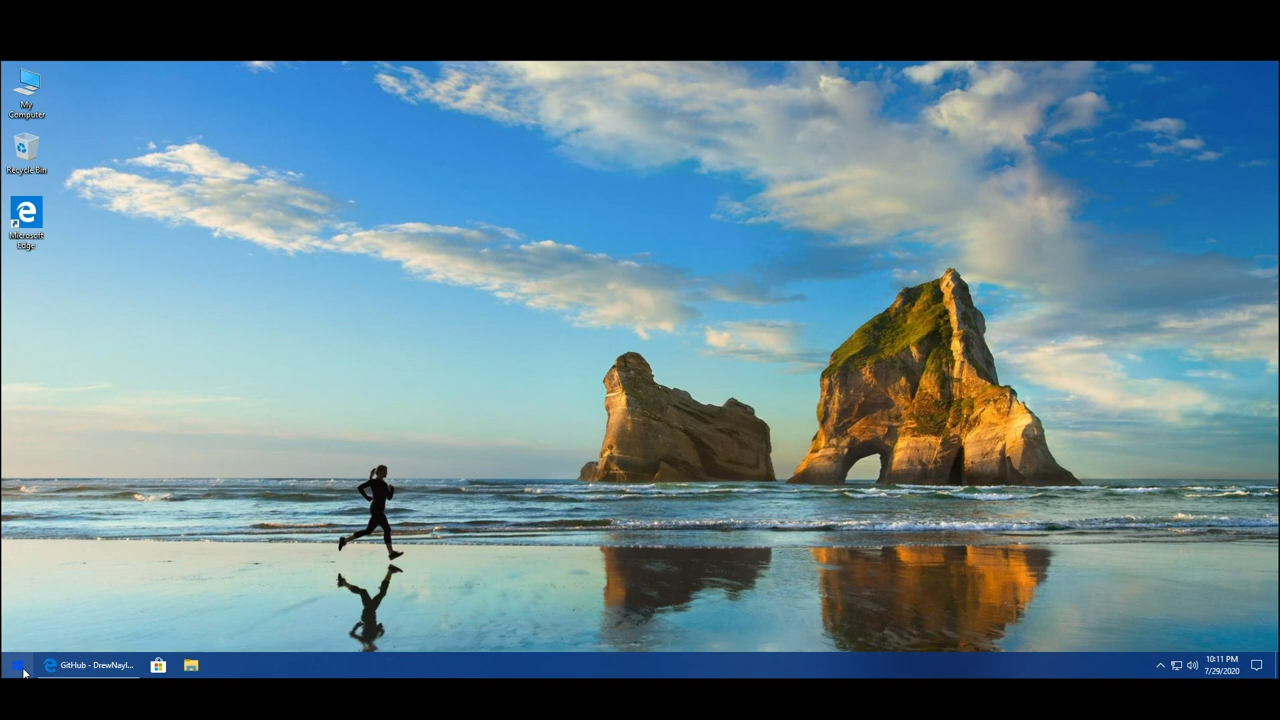 My
Computer
Recycle Bin
Microsoft
Edge
GitHub - DrewNayl...
10:11 PM
7/29/2020